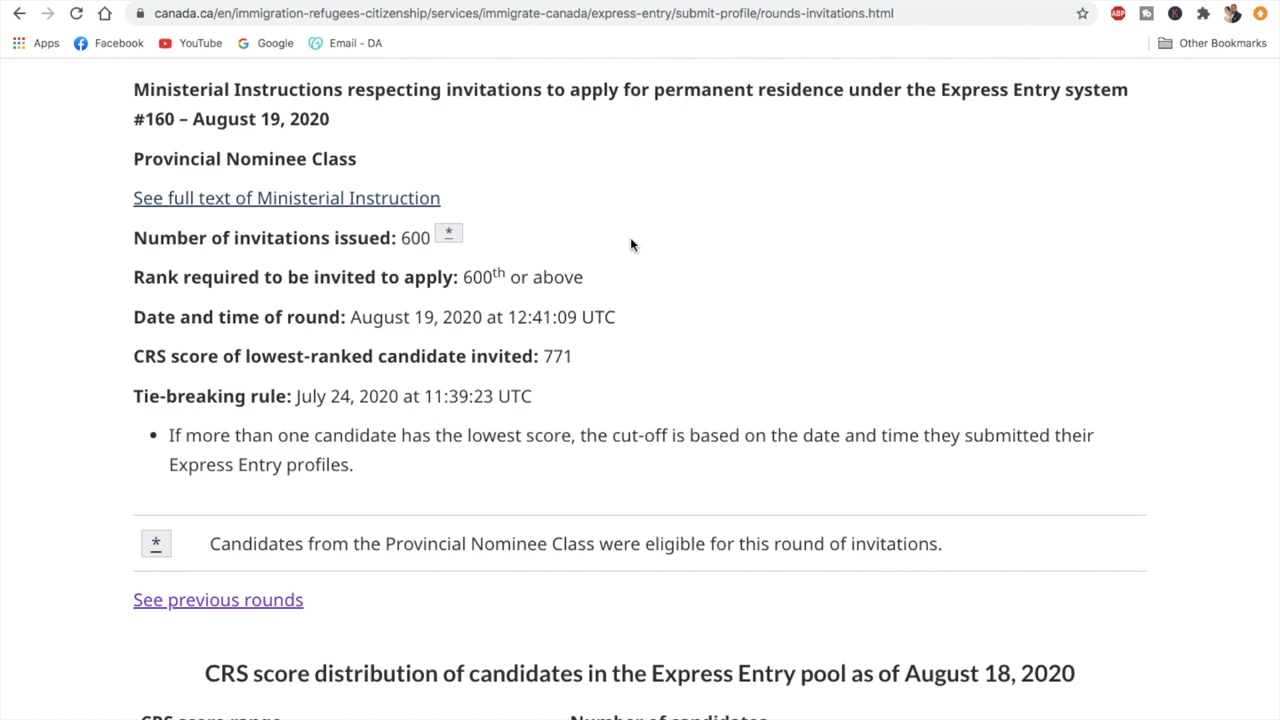 canada.ca/en/immigration-refugees-citizenship/services/immigrate-canada/express-entry/submit-profile/rounds-invitations.html
ABP
K
Apps Facebook YouTube Google Email - DA Other Bookmarks
Ministerial Instructions respecting invitations to apply for permanent residence under the Express Entry system
#160 – August 19, 2020
Provincial Nominee Class
See full text of Ministerial Instruction
Number of invitations issued: 600 *
Rank required to be invited to apply: 600th or above
Date and time of round: August 19, 2020 at 12:41:09 UTC
CRS score of lowest-ranked candidate invited: 771
Tie-breaking rule: July 24, 2020 at 11:39:23 UTC
• If more than one candidate has the lowest score, the cut-off is based on the date and time they submitted their
Express Entry profiles.
* Candidates from the Provincial Nominee Class were eligible for this round of invitations.
See previous rounds
CRS score distribution of candidates in the Express Entry pool as of August 18, 2020
CRS score range Number of candidates